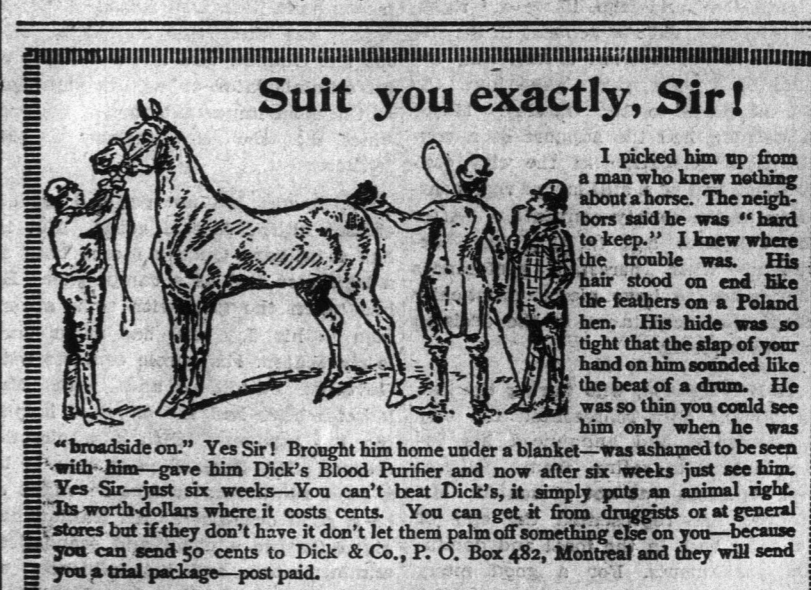 Suit you exactly, Sir!
I picked him up from
a man who knew nothing
about a horse. The neigh-
bors said he was “hard
to keep.” I knew where
the trouble was. His
hair stood on end like
the feathers on a Poland
hen. His hide was so
tight that the slap of your
hand on him sounded like
the beat of a drum. He
was so thin you could see
him only when he was
“broadside on.” Yes Sir! Brought him home under a blanket—was ashamed to be seen
with him—gave him Dick's Blood Purifier and now after six weeks just see him.
Yes Sir—just six weeks—You can't beat Dick's, it simply puts an animal right.
Its worth dollars where it costs cents. You can get it from druggists or at general
stores but if they don't have it don't let them palm off something else on you—because
you can send 50 cents to Dick & Co., P. O. Box 482, Montreal and they will send
you a trial package—post paid.